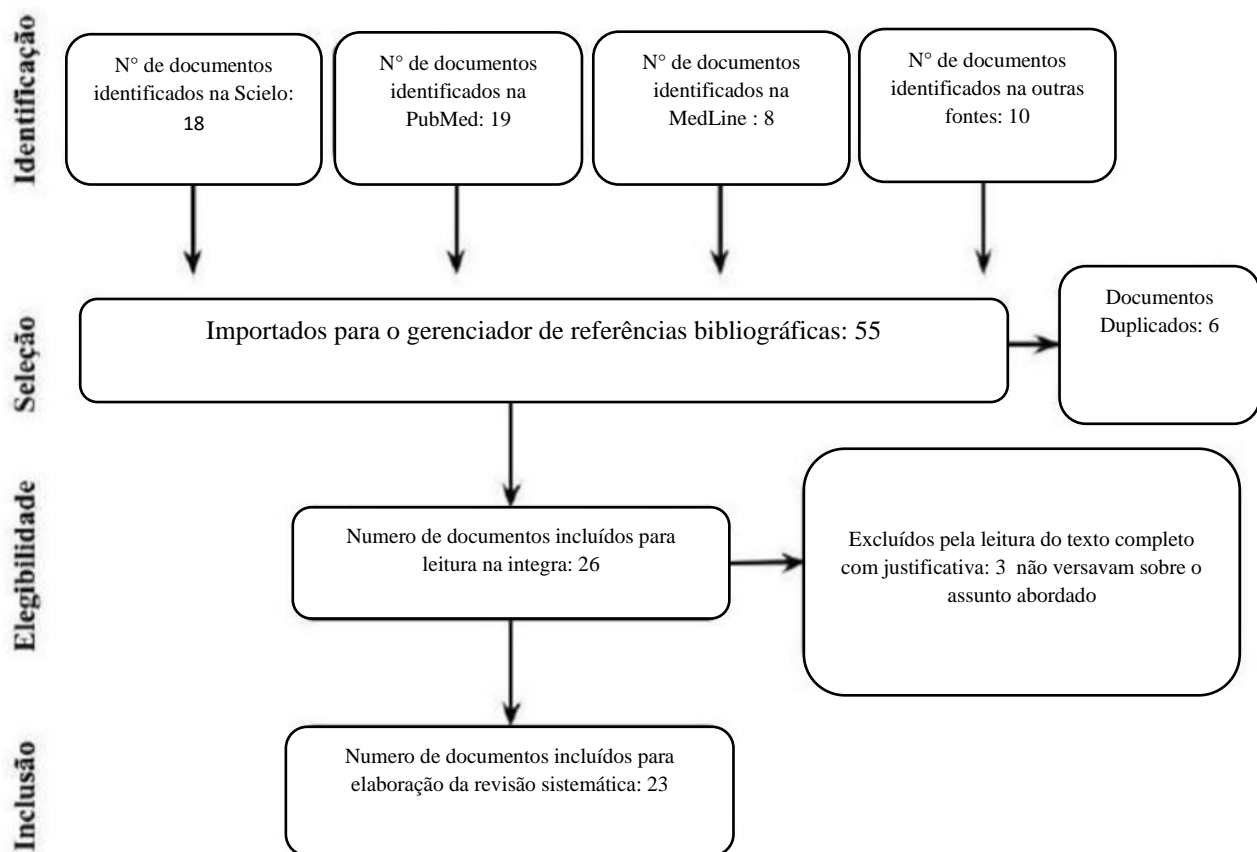 Identificação
N° de documentos
identificados na Scielo:
18
N° de documentos
identificados na
PubMed: 19
N° de documentos
identificados na
MedLine : 8
N° de documentos
identificados na outras
fontes: 10
Seleção
Importados para o gerenciador de referências bibliográficas: 55
Documentos
Duplicados: 6
Elegibilidade
Numero de documentos incluídos para
leitura na integra: 26
Excluídos pela leitura do texto completo
com justificativa: 3 não versavam sobre o
assunto abordado
Inclusão
Numero de documentos incluídos para
elaboração da revisão sistemática: 23